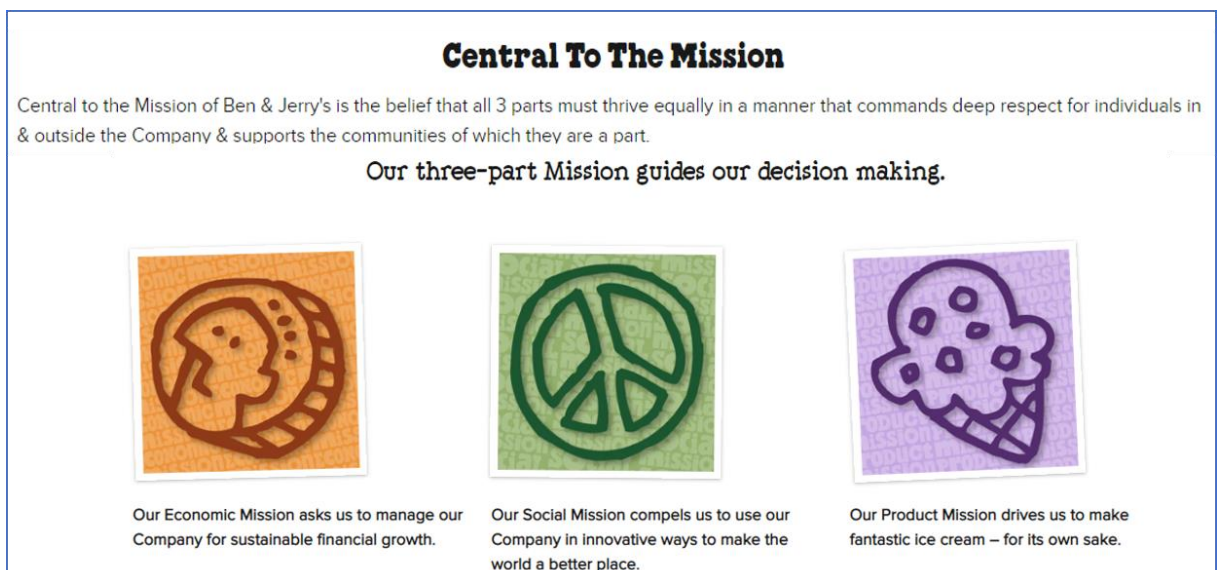 Central To The Mission
Central to the Mission of Ben & Jerry's is the belief that all 3 parts must thrive equally in a manner that commands deep respect for individuals in
& outside the Company & supports the communities of which they are a part.
Our three-part Mission guides our decision making.
Our Economic Mission asks us to manage our
Company for sustainable financial growth.
Our Social Mission compels us to use our
Company in innovative ways to make the
world a better place.
Our Product Mission drives us to make
fantastic ice cream – for its own sake.